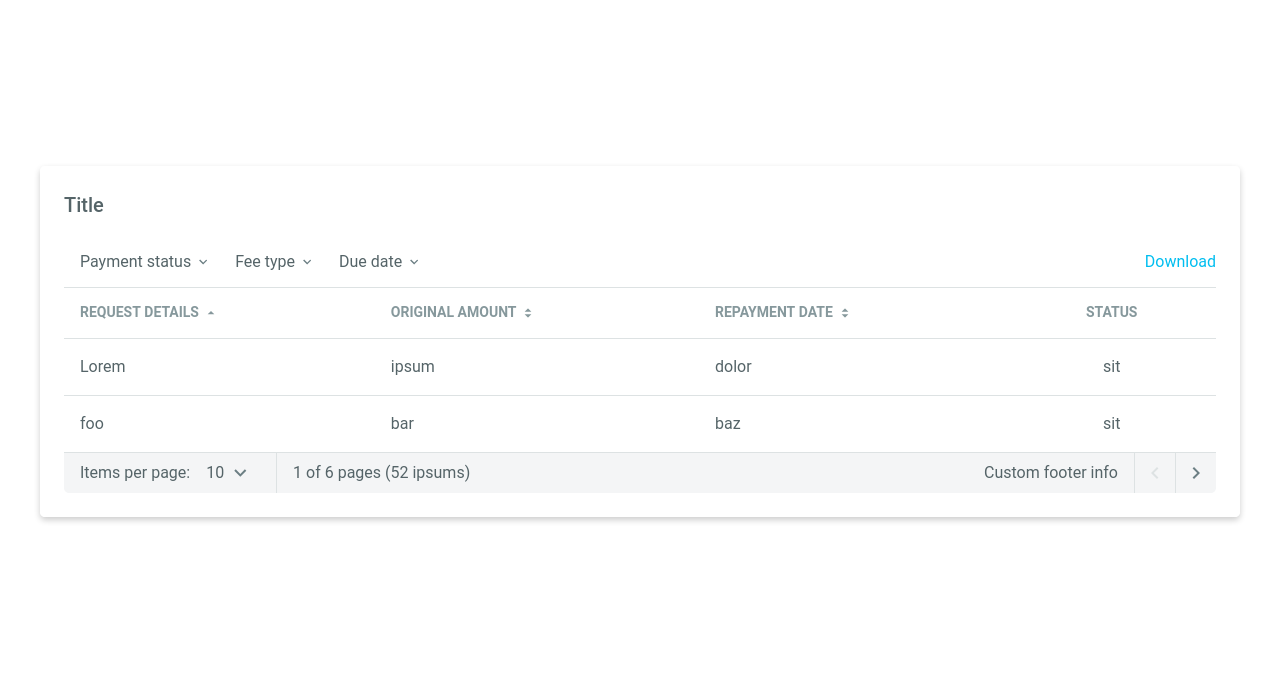 Title
Payment status Fee type Due date Download
REQUEST DETAILS ORIGINAL AMOUNT REPAYMENT DATE STATUS
Lorem ipsum dolor sit
foo bar baz sit
Items per page: 10 1 of 6 pages (52 ipsums) Custom footer info